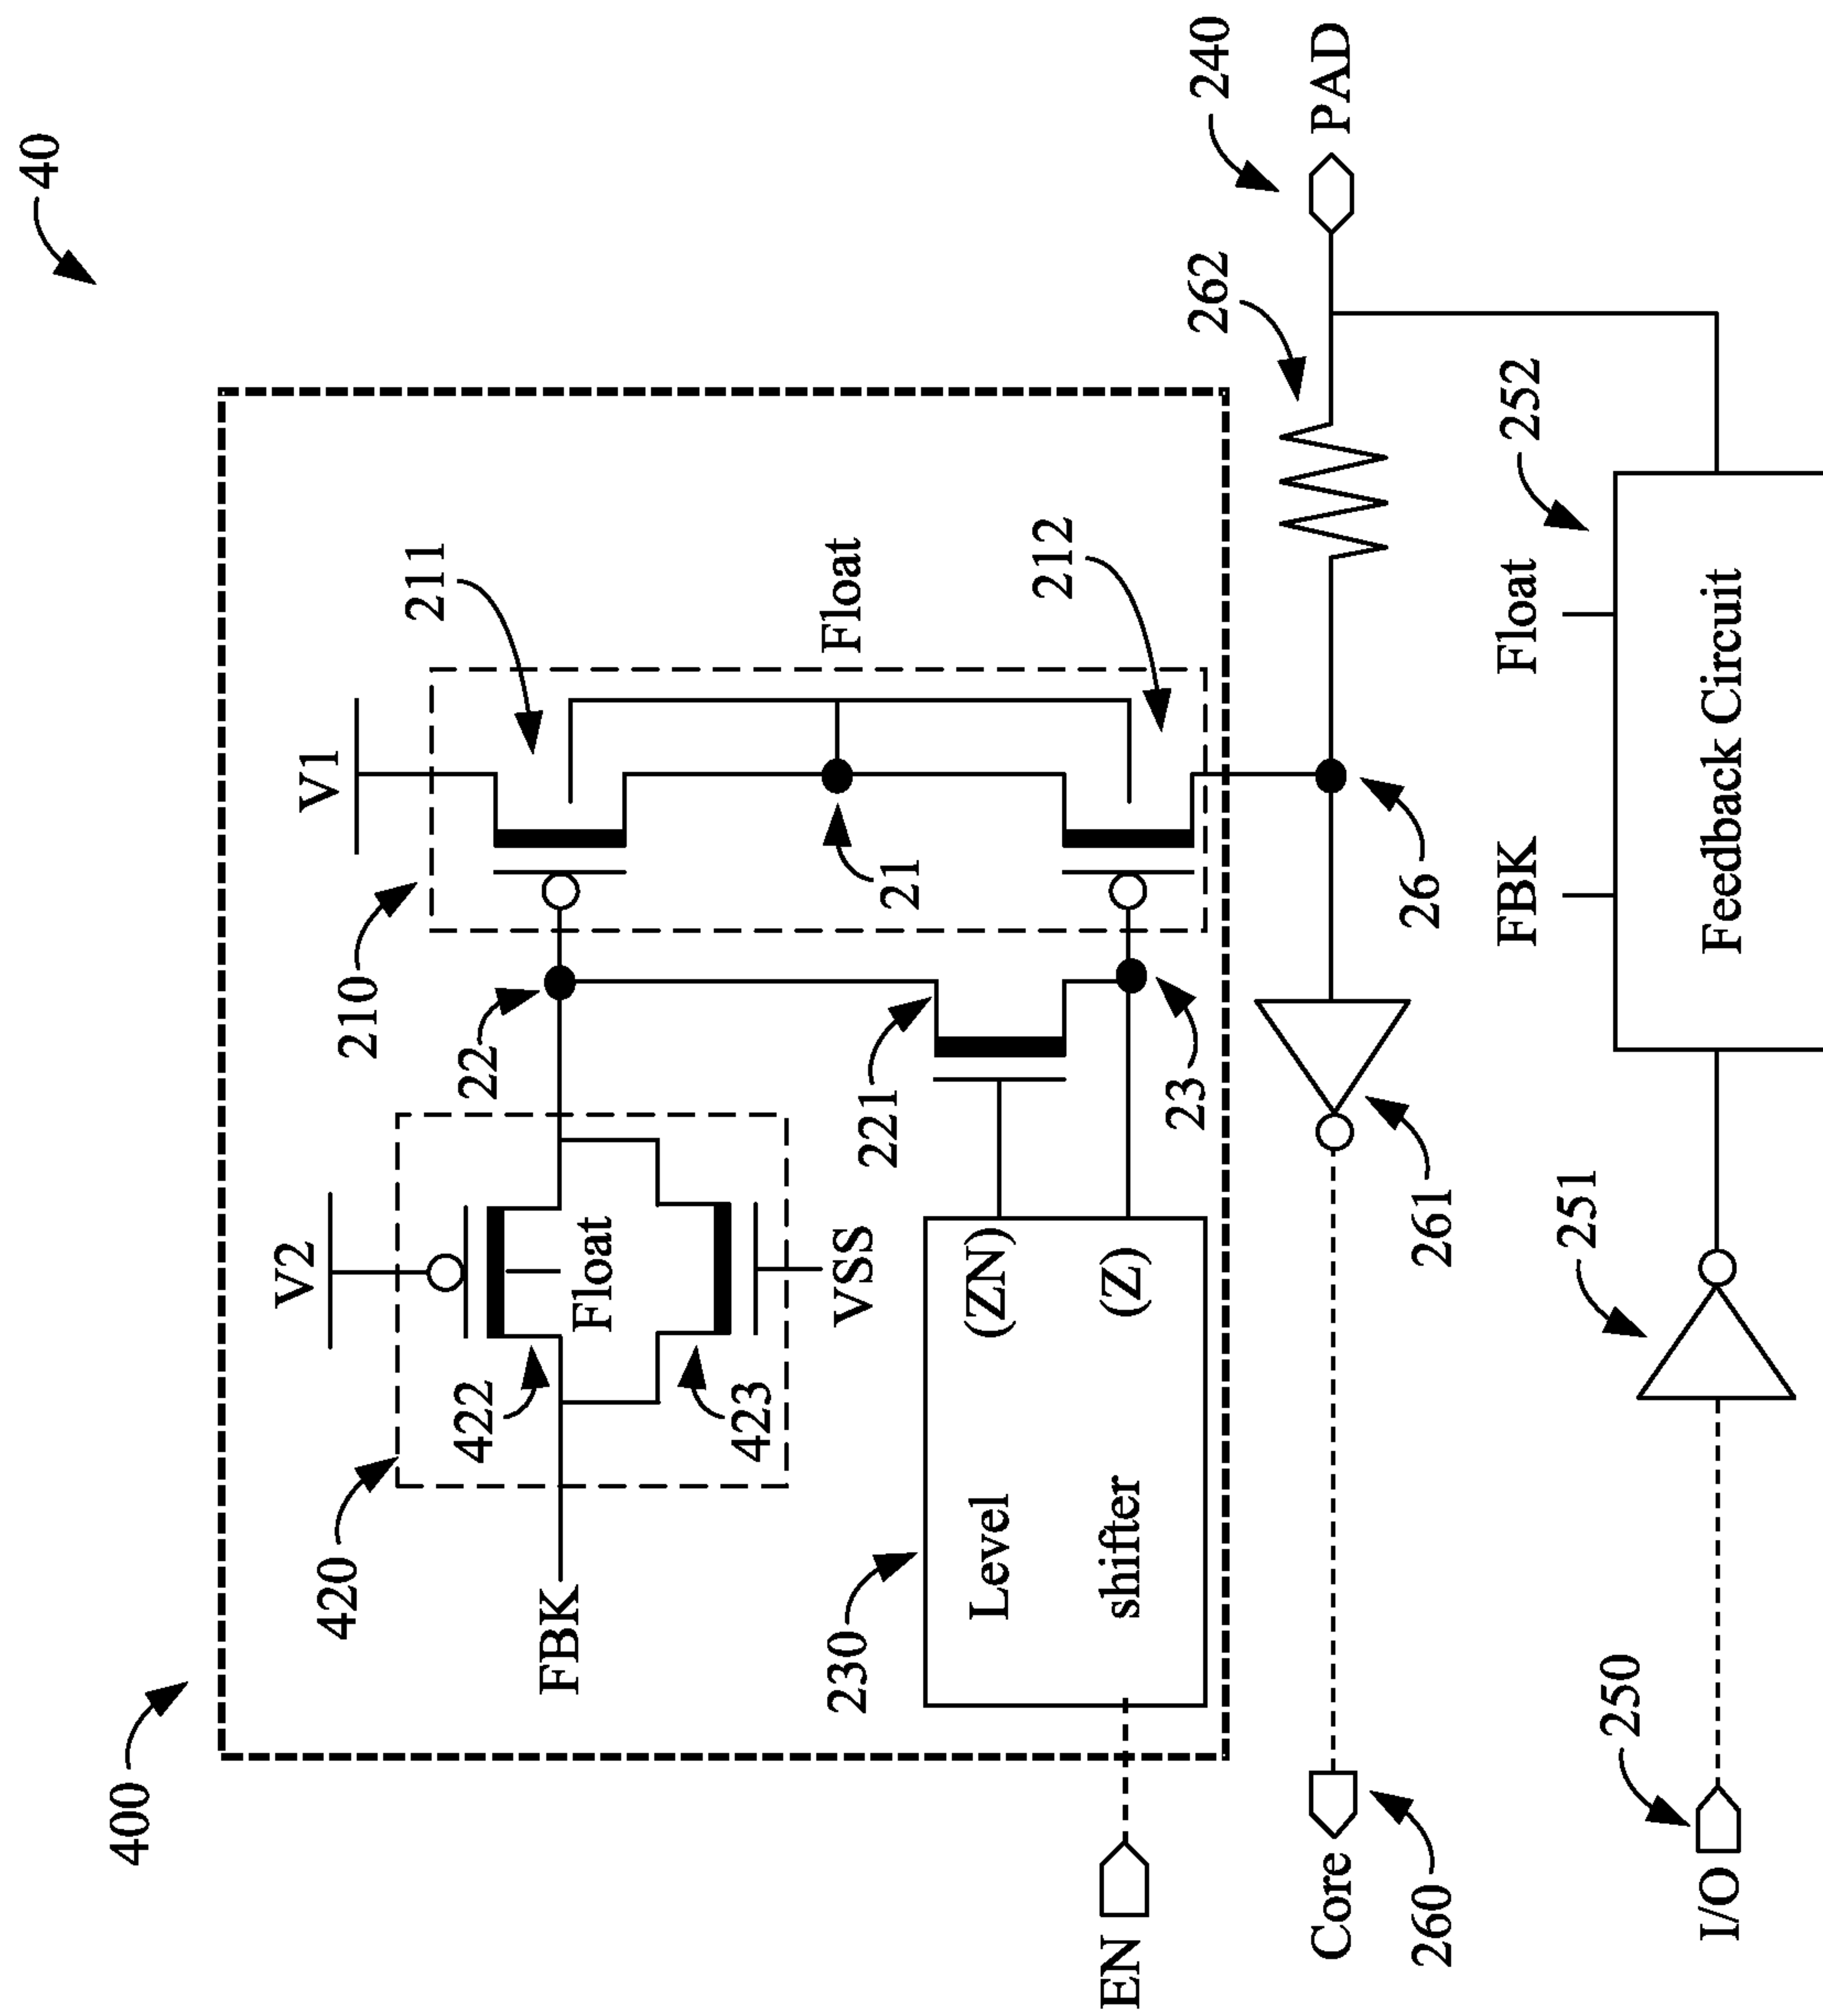 40
400
V1
211
210
V2
420
422
FBK
Float
22
Float
21
423
VSS
221
212
230
Level
shifter
(ZN)
(Z)
23
EN
262
240
PAD
Core
260
261
26
FBK
Float
252
I/O
250
251
Feedback Circuit